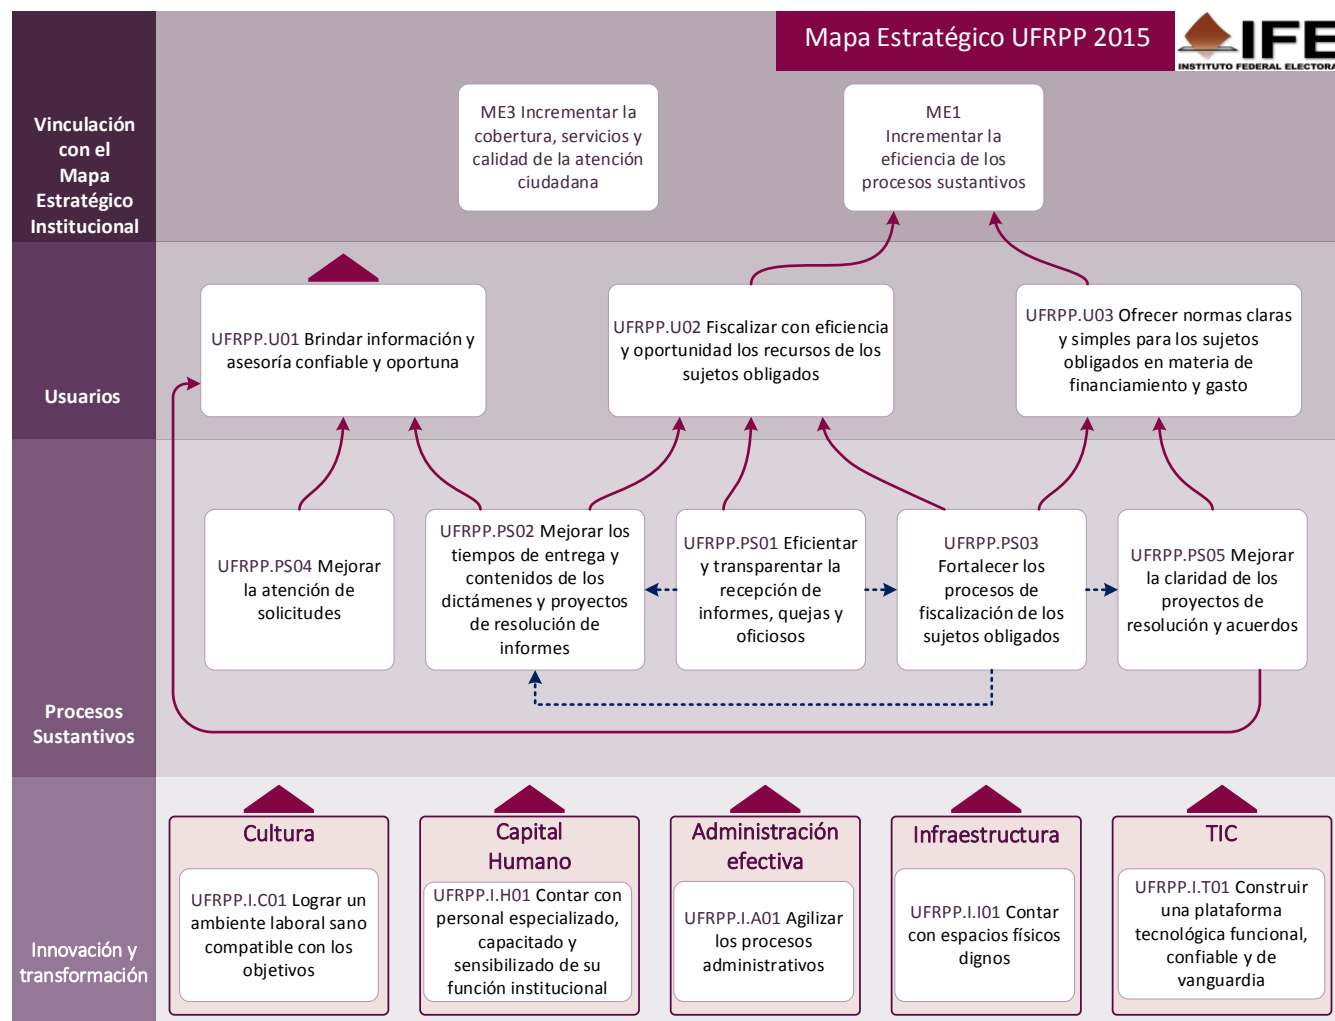 Mapa Estratégico UFRPP 2015
IFE
INSTITUTO FEDERAL ELECTORA
Vinculación
con el
Mapa
Estratégico
Institucional
ME3 Incrementar la
cobertura, servicios y
calidad de la atención
ciudadana
ME1
Incrementar la
eficiencia de los
procesos sustantivos
Usuarios
UFRPP.U01 Brindar información y
asesoría confiable y oportuna
UFRPP.U02 Fiscalizar con eficiencia
y oportunidad los recursos de los
sujetos obligados
UFRPP.U03 Ofrecer normas claras
y simples para los sujetos
obligados en materia de
financiamiento y gasto
Procesos
Sustantivos
UFRPP.PS04 Mejorar
la atención de
solicitudes
UFRPP.PS02 Mejorar los
tiempos de entrega y
contenidos de los
dictámenes y proyectos
de resolución de
informes
UFRPP.PS01 Eficientar
y transparentar la
recepción de
informes, quejas y
oficiosos
UFRPP.PS03
Fortalecer los
procesos de
fiscalización de los
sujetos obligados
UFRPP.PS05 Mejorar
la claridad de los
proyectos de
resolución y acuerdos
Innovación y
transformación
Cultura
UFRPP.I.C01 Lograr un
ambiente laboral sano
compatible con los
objetivos
Capital
Humano
UFRPP.I.H01 Contar con
personal especializado,
capacitado y
sensibilizado de su
función institucional
Administración
efectiva
UFRPP.I.A01 Agilizar
los procesos
administrativos
Infraestructura
UFRPP.I.I01 Contar
con espacios físicos
dignos
TIC
UFRPP.I.T01 Construir
una plataforma
tecnológica funcional,
confiable y de
vanguardia